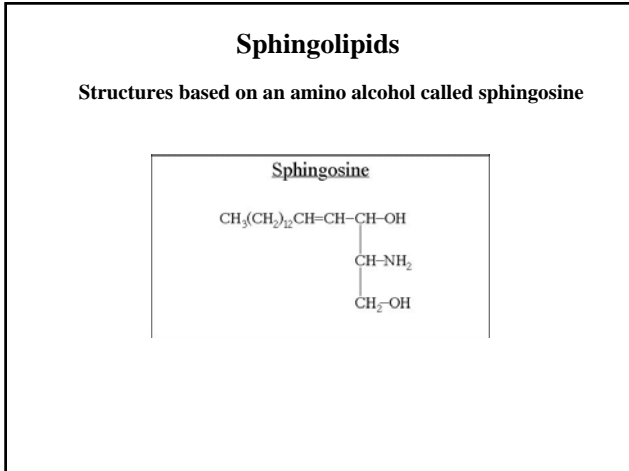 Sphingolipids
Structures based on an amino alcohol called sphingosine
Sphingosine
CH₃(CH₂)₁₂CH=CH–CH–OH
CH–NH₂
CH₂–OH